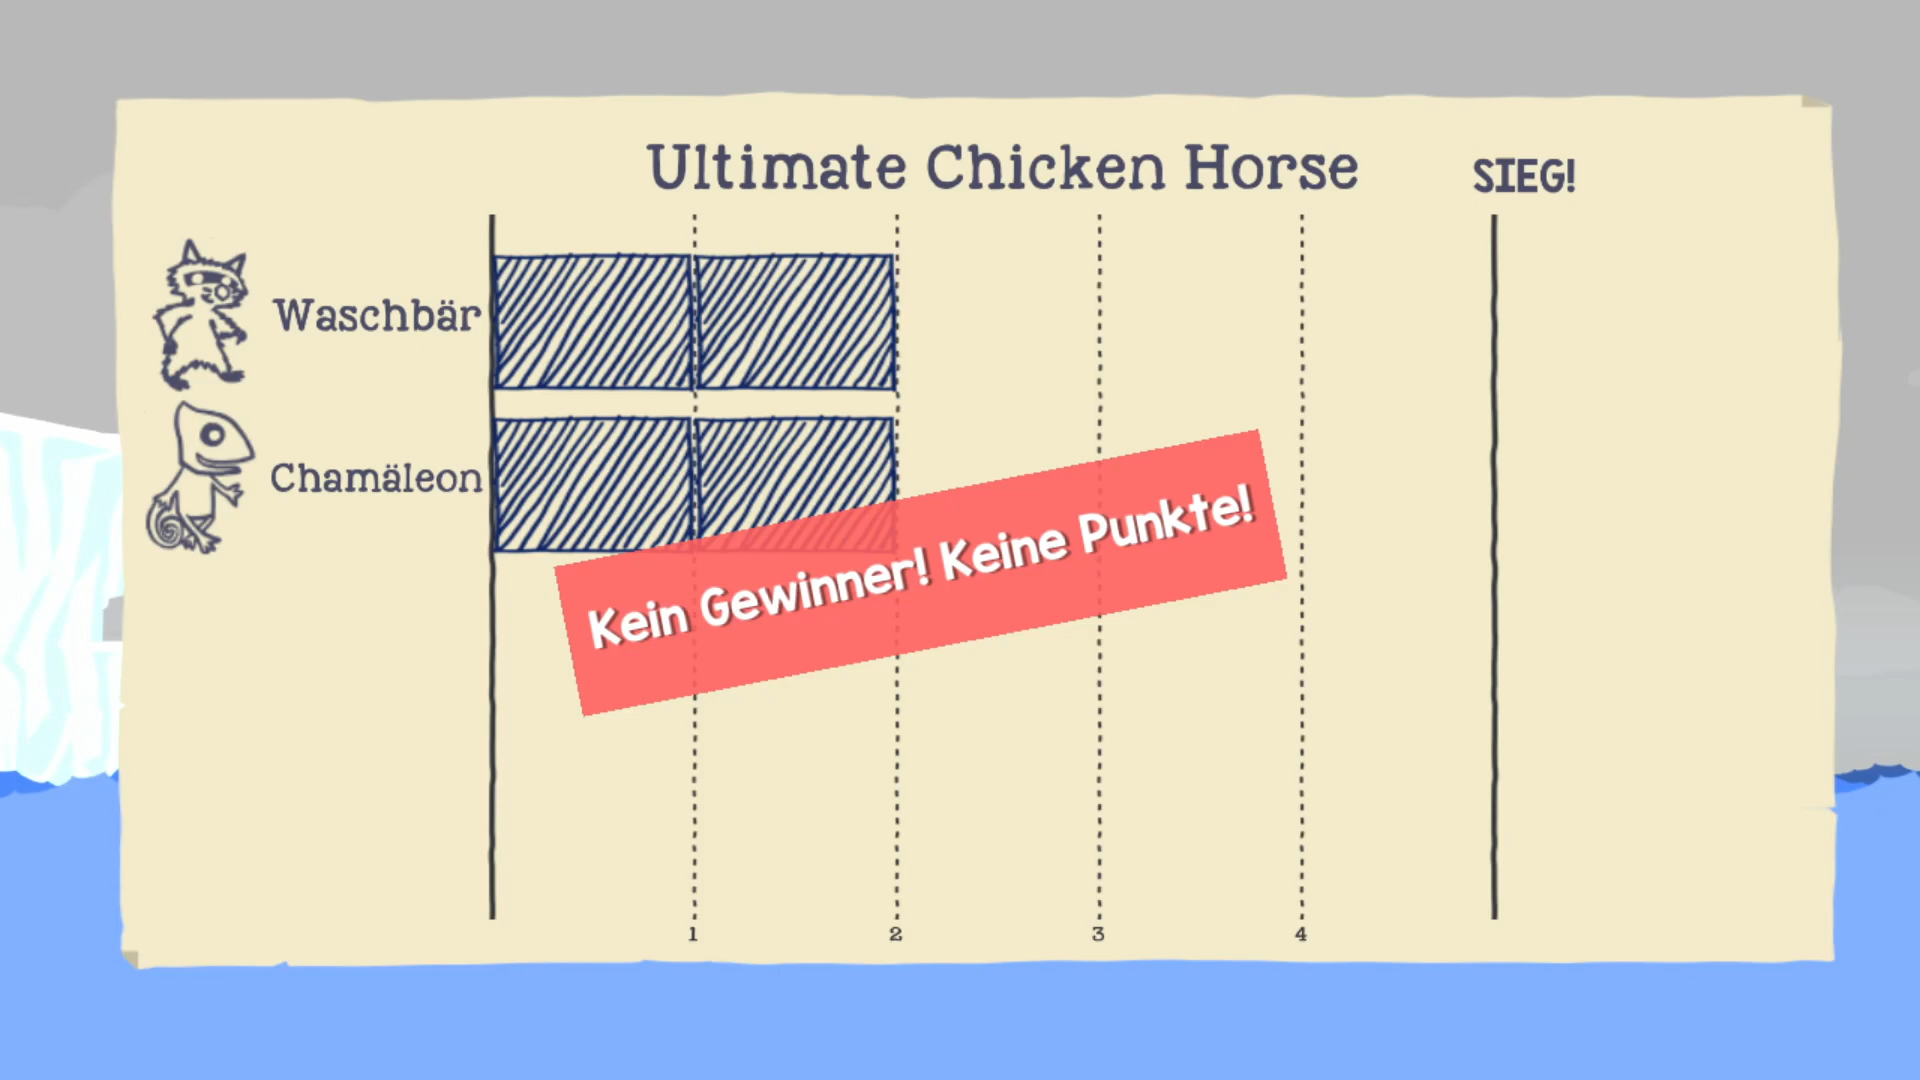 Ultimate Chicken Horse
SIEG!
Waschbär
Chamäleon
Kein Gewinner! Keine Punkte!
1 2 3 4